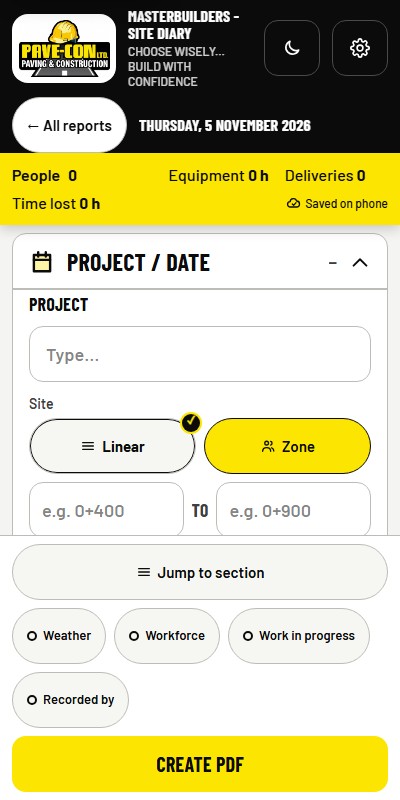 PAVE-CON LTD.
PAVING & CONSTRUCTION
MASTERBUILDERS - SITE DIARY
CHOOSE WISELY... BUILD WITH CONFIDENCE
← All reports
THURSDAY, 5 NOVEMBER 2026
People 0
Equipment 0 h
Deliveries 0
Time lost 0 h
Saved on phone
PROJECT / DATE
–
PROJECT
Type...
Site
Linear
Zone
e.g. 0+400
TO
e.g. 0+900
Jump to section
Weather
Workforce
Work in progress
Recorded by
CREATE PDF